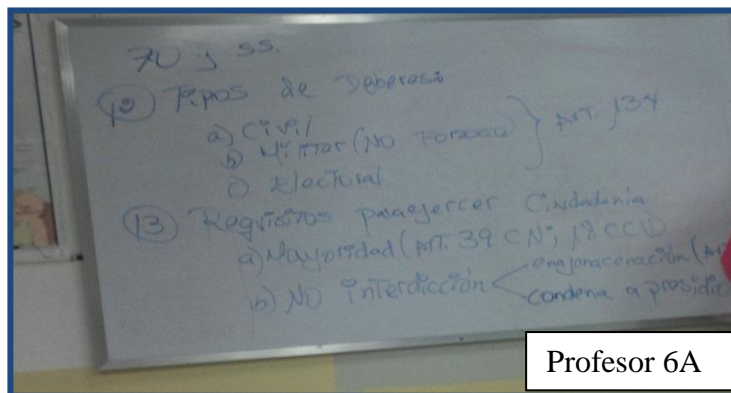 70 y ss.
12 Tipos de Deberes:
a) Civil
b) Militar (NO Forzoso) } Art. 134
c) Electoral
13 Requisitos para ejercer Ciudadanía
a) Mayoridad (Art. 39 CN; 18 CCV)
b) NO interdicción <
condena a presidio
Profesor 6A